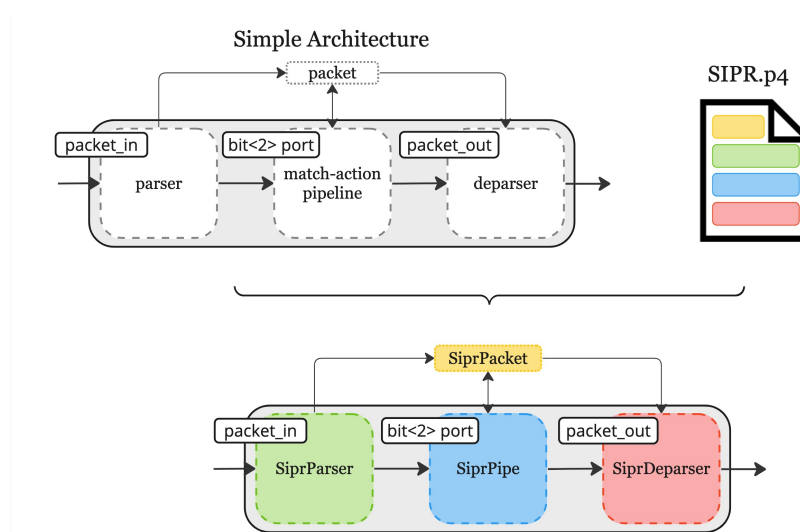 Simple Architecture
packet
SIPR.p4
packet_in
bit<2> port
packet_out
parser
match-action
pipeline
deparser
SiprPacket
packet_in
bit<2> port
packet_out
SiprParser
SiprPipe
SiprDeparser